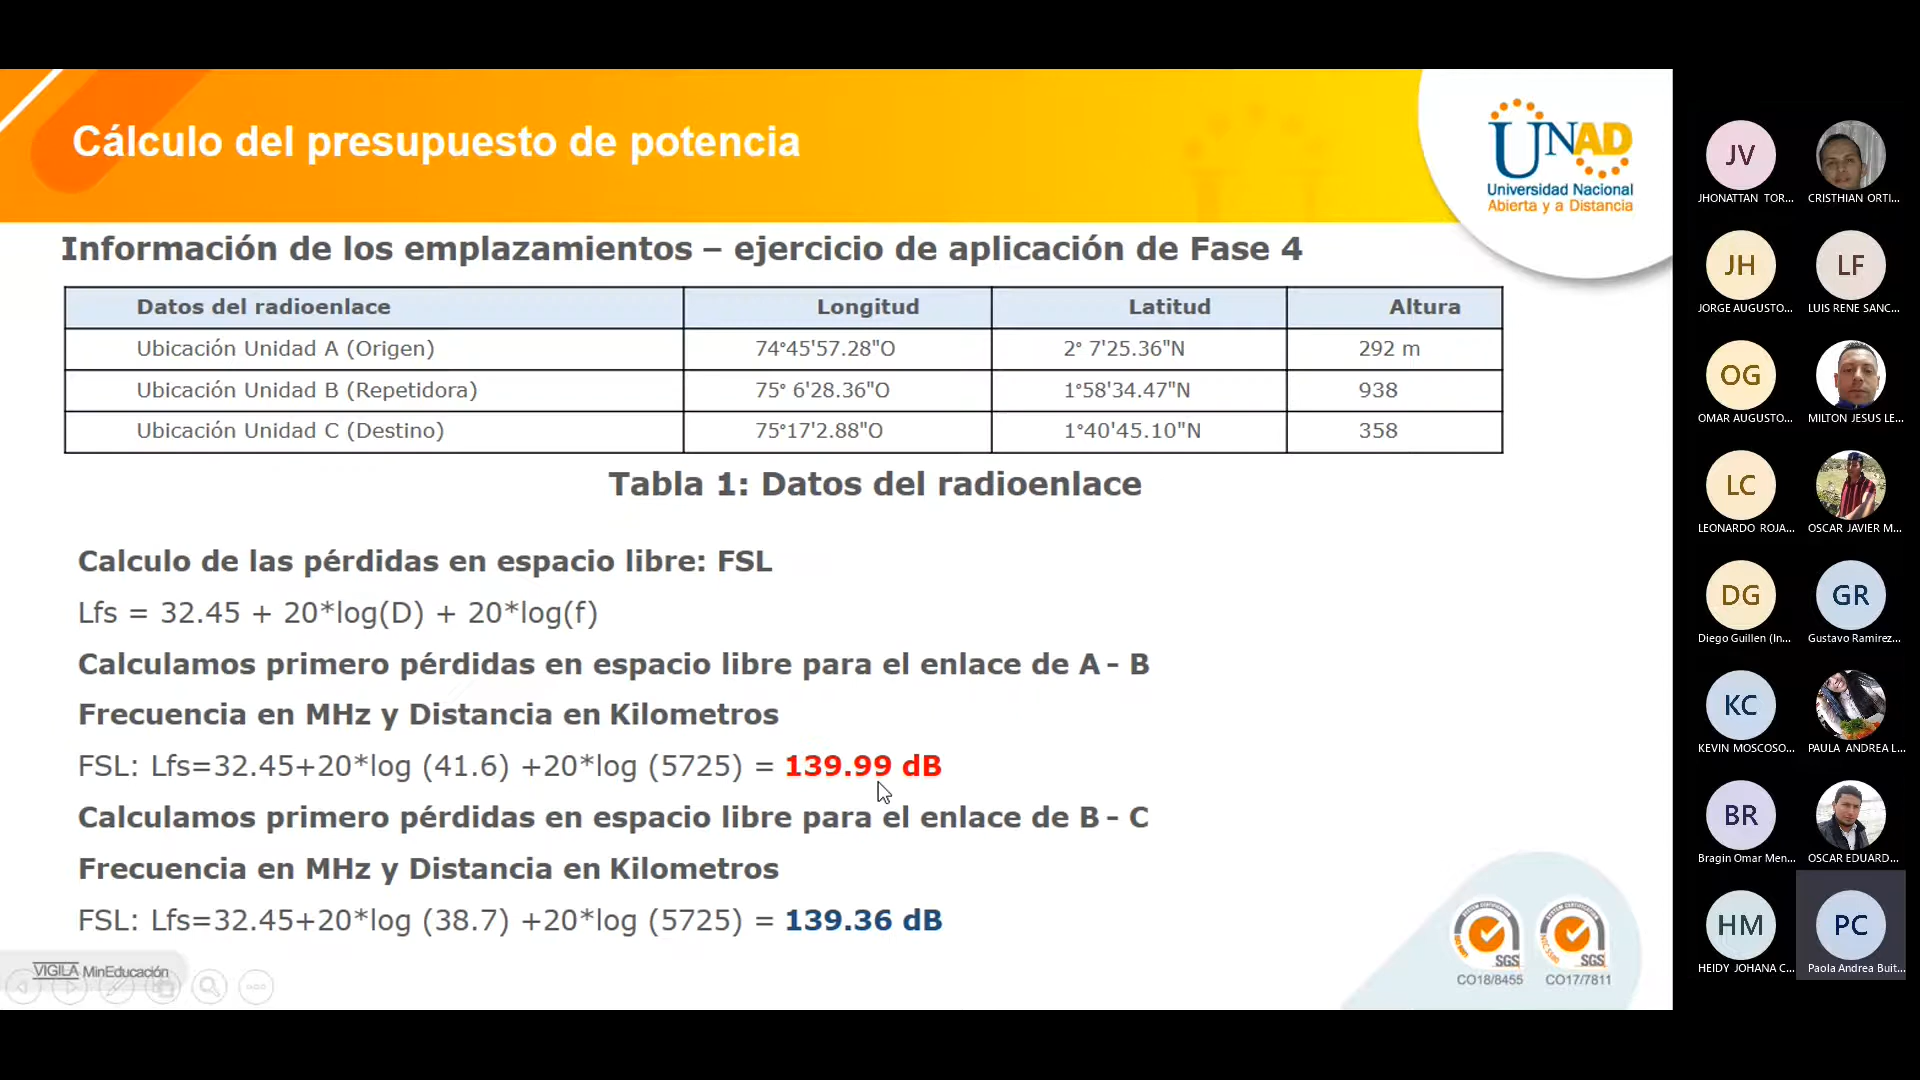 Cálculo del presupuesto de potencia
UNAD
Universidad Nacional
Abierta y a Distancia
Información de los emplazamientos – ejercicio de aplicación de Fase 4
Datos del radioenlace Longitud Latitud Altura
Ubicación Unidad A (Origen) 74°45'57.28"O 2° 7'25.36"N 292 m
Ubicación Unidad B (Repetidora) 75° 6'28.36"O 1°58'34.47"N 938
Ubicación Unidad C (Destino) 75°17'2.88"O 1°40'45.10"N 358
Tabla 1: Datos del radioenlace
Calculo de las pérdidas en espacio libre: FSL
Lfs = 32.45 + 20*log(D) + 20*log(f)
Calculamos primero pérdidas en espacio libre para el enlace de A - B
Frecuencia en MHz y Distancia en Kilometros
FSL: Lfs=32.45+20*log (41.6) +20*log (5725) = 139.99 dB
Calculamos primero pérdidas en espacio libre para el enlace de B - C
Frecuencia en MHz y Distancia en Kilometros
FSL: Lfs=32.45+20*log (38.7) +20*log (5725) = 139.36 dB
VIGILA MinEducación
SGS SGS
CO18/8455 CO17/7811
JV
JHONATTAN TOR... CRISTHIAN ORTI...
JH LF
JORGE AUGUSTO... LUIS RENE SANC...
OG
OMAR AUGUSTO... MILTON JESUS LE...
LC
LEONARDO ROJA... OSCAR JAVIER M...
DG GR
Diego Guillen (In... Gustavo Ramirez...
KC
KEVIN MOSCOSO... PAULA ANDREA L...
BR
Bragin Omar Men... OSCAR EDUARD...
HM PC
HEIDY JOHANA C... Paola Andrea Buit...